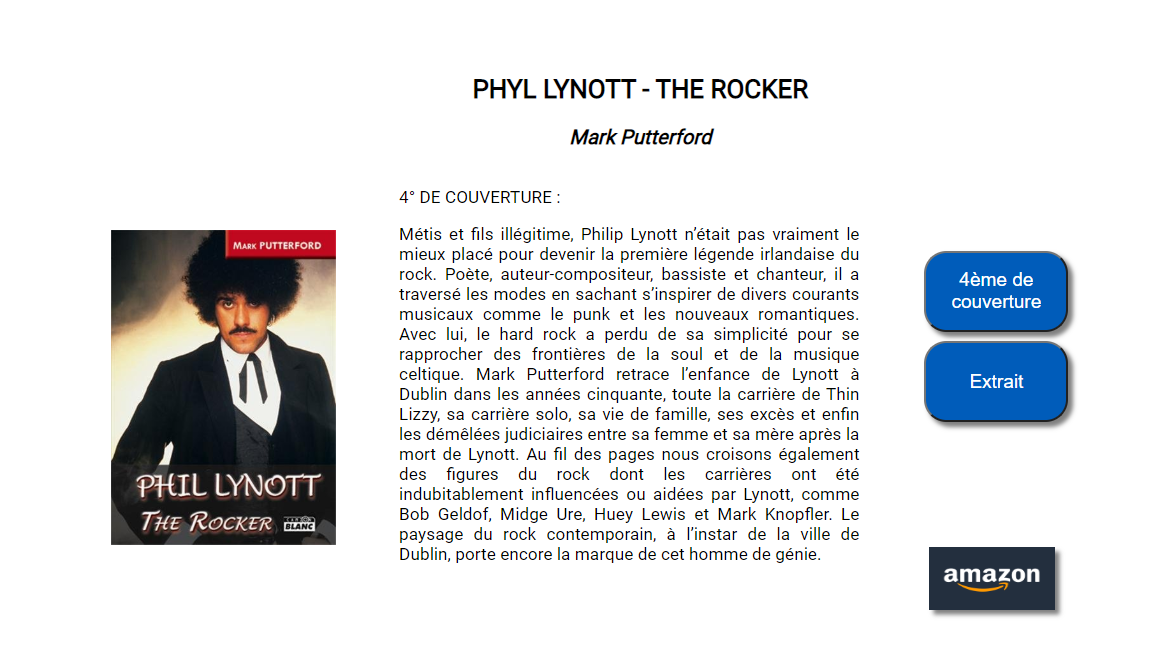 PHYL LYNOTT - THE ROCKER
Mark Putterford
4° DE COUVERTURE :
Métis et fils illégitime, Philip Lynott n’était pas vraiment le
mieux placé pour devenir la première légende irlandaise du
rock. Poète, auteur-compositeur, bassiste et chanteur, il a
traversé les modes en sachant s’inspirer de divers courants
musicaux comme le punk et les nouveaux romantiques.
Avec lui, le hard rock a perdu de sa simplicité pour se
rapprocher des frontières de la soul et de la musique
celtique. Mark Putterford retrace l’enfance de Lynott à
Dublin dans les années cinquante, toute la carrière de Thin
Lizzy, sa carrière solo, sa vie de famille, ses excès et enfin
les démêlées judiciaires entre sa femme et sa mère après la
mort de Lynott. Au fil des pages nous croisons également
des figures du rock dont les carrières ont été
indubitablement influencées ou aidées par Lynott, comme
Bob Geldof, Midge Ure, Huey Lewis et Mark Knopfler. Le
paysage du rock contemporain, à l’instar de la ville de
Dublin, porte encore la marque de cet homme de génie.
MARK PUTTERFORD
PHIL LYNOTT
THE ROCKER
CAMION
BLANC
4ème de
couverture
Extrait
amazon